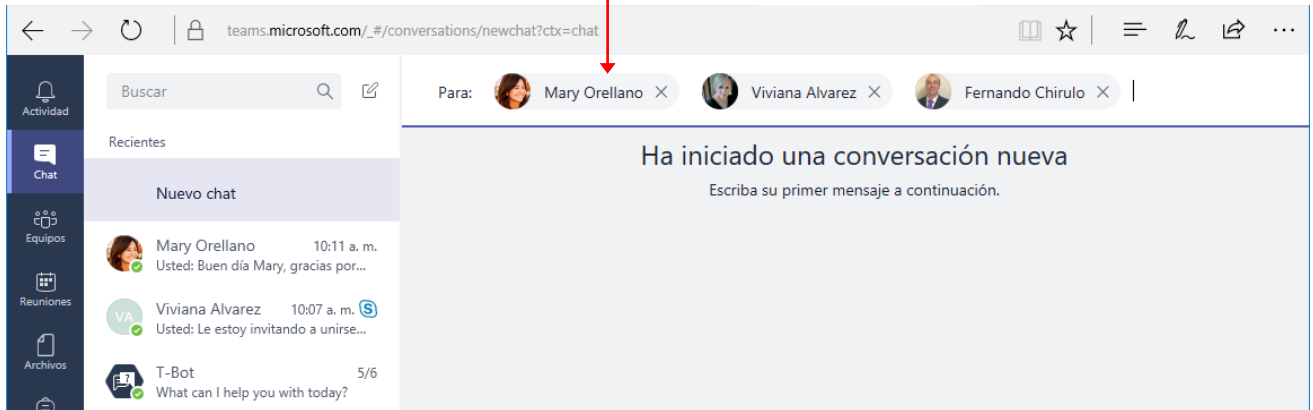 teams.microsoft.com/_#/conversations/newchat?ctx=chat
Actividad
Chat
Equipos
Reuniones
Archivos
Buscar
Recientes
Nuevo chat
Mary Orellano 10:11 a. m.
Usted: Buen día Mary, gracias por...
VA
Viviana Alvarez 10:07 a. m.
Usted: Le estoy invitando a unirse...
T-Bot 5/6
What can I help you with today?
Para: Mary Orellano Viviana Alvarez Fernando Chirulo
Ha iniciado una conversación nueva
Escriba su primer mensaje a continuación.